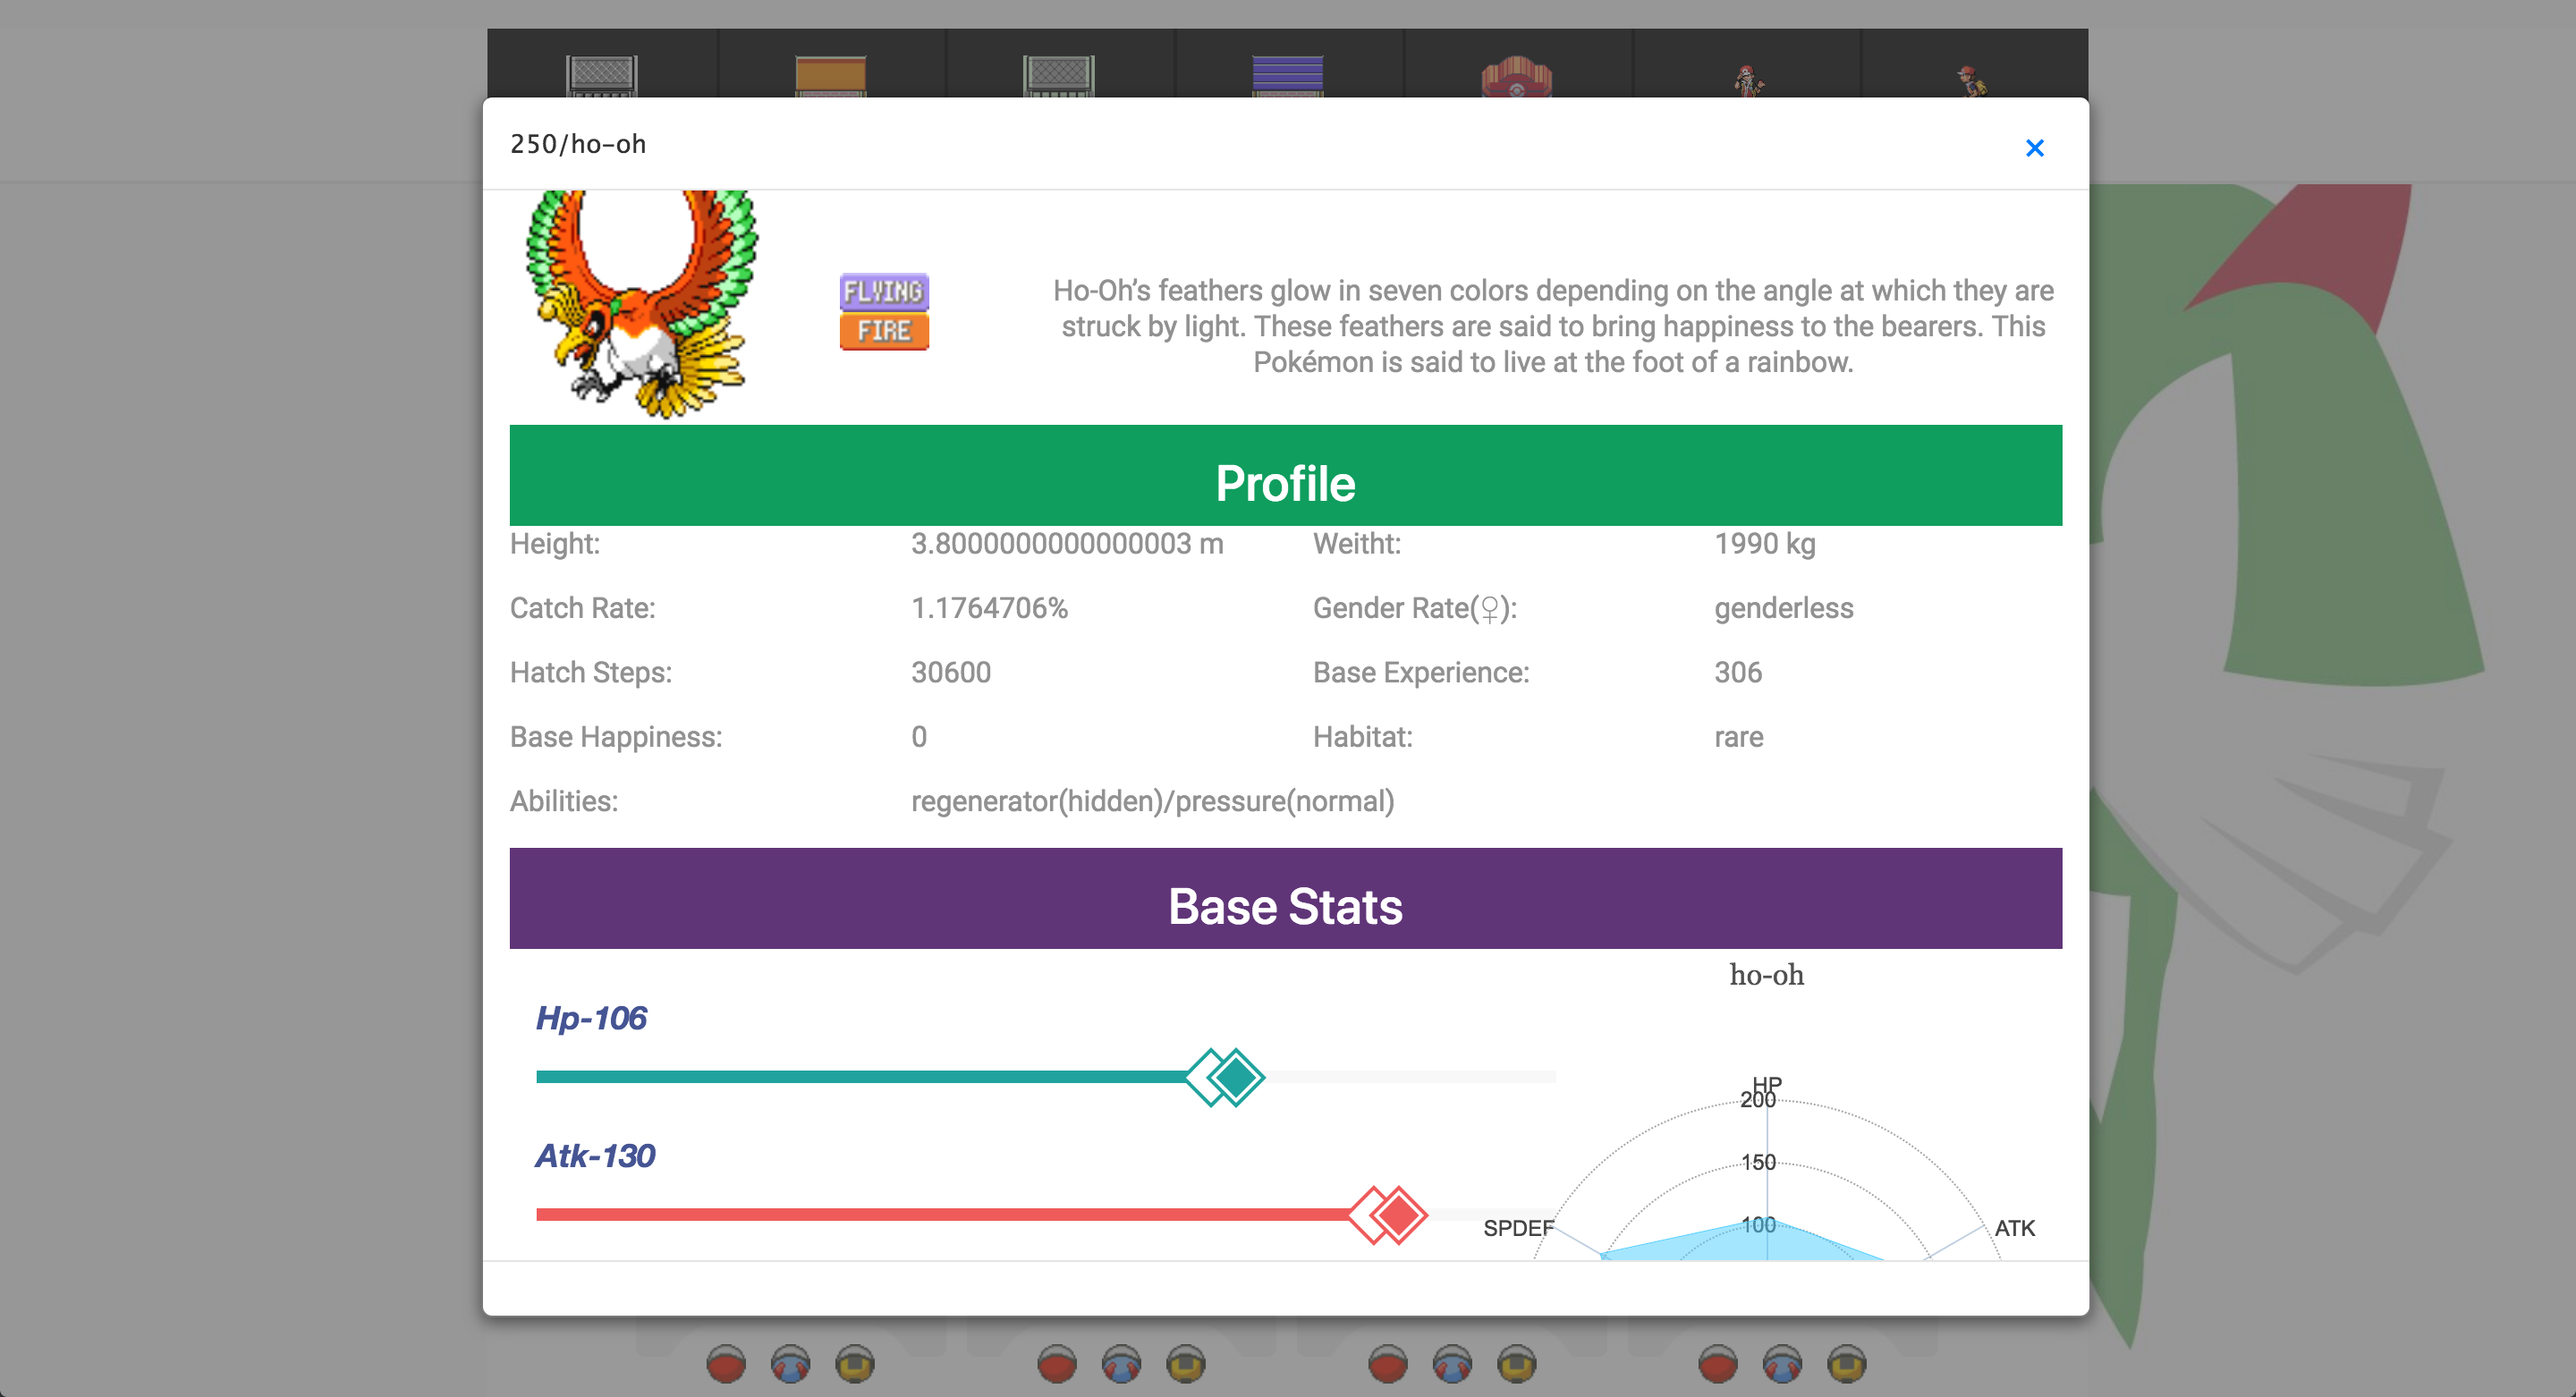 250/ho-oh
×
FLYING
FIRE
Ho-Oh’s feathers glow in seven colors depending on the angle at which they are
struck by light. These feathers are said to bring happiness to the bearers. This
Pokémon is said to live at the foot of a rainbow.
Profile
Height: 3.8000000000000003 m Weitht: 1990 kg
Catch Rate: 1.1764706% Gender Rate(♀): genderless
Hatch Steps: 30600 Base Experience: 306
Base Happiness: 0 Habitat: rare
Abilities: regenerator(hidden)/pressure(normal)
Base Stats
ho-oh
Hp-106
HP
200
Atk-130
150
100
SPDEF
ATK